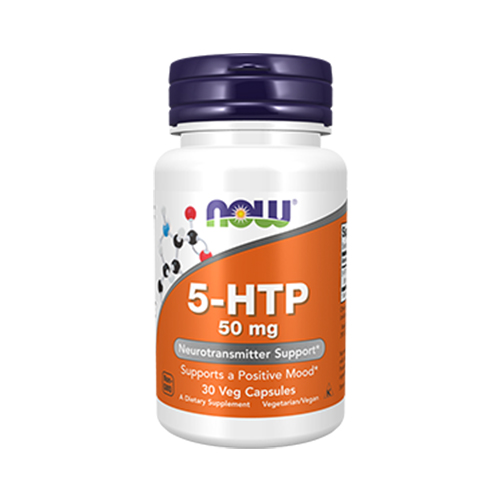 NOW®
5-HTP
50 mg
Neurotransmitter Support*
Supports a Positive Mood*
30 Veg Capsules
A Dietary Supplement Vegetarian/Vegan